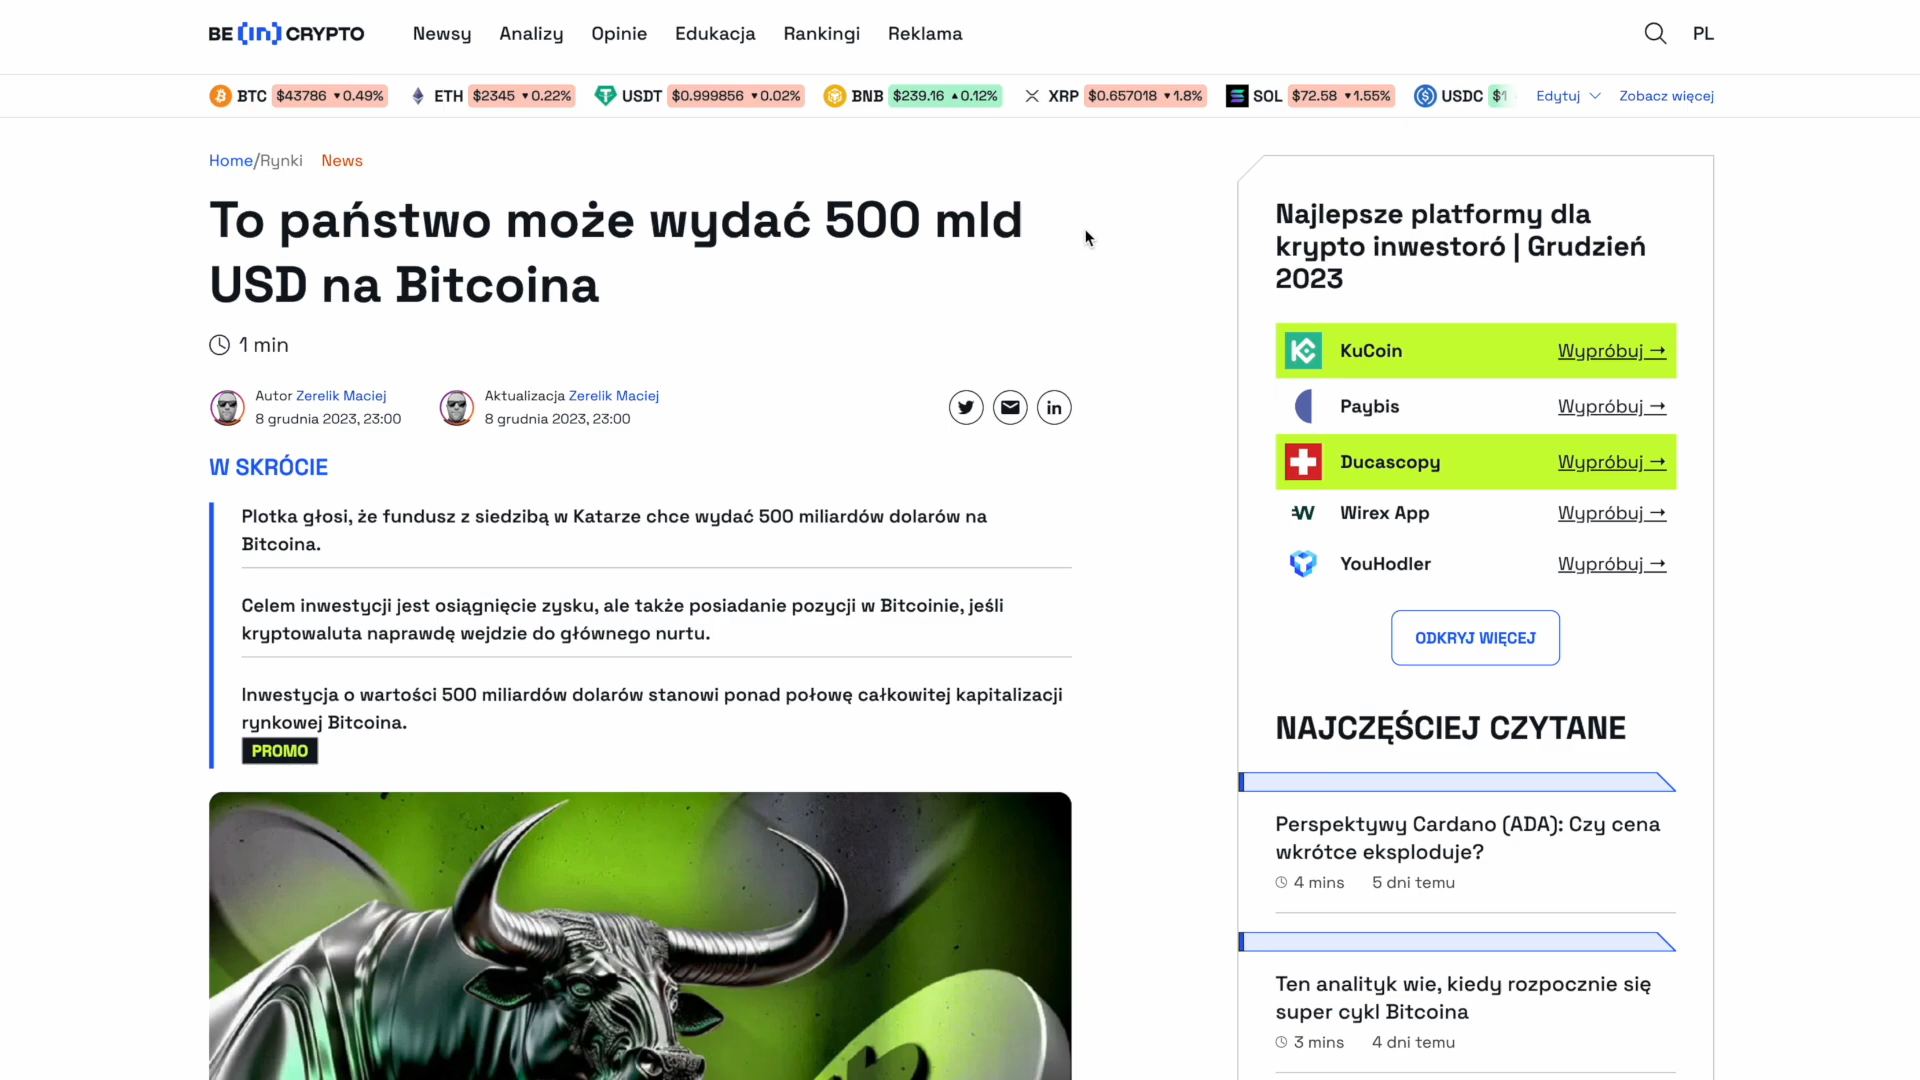 BE [in] CRYPTO
Newsy
Analizy
Opinie
Edukacja
Rankingi
Reklama
PL
BTC $43786 ▾0.49%
ETH $2345 ▾0.22%
USDT $0.999856 ▾0.02%
BNB $239.16 ▴0.12%
XRP $0.657018 ▾1.8%
SOL $72.58 ▾1.55%
USDC $1
Edytuj
Zobacz więcej
Home/Rynki News
To państwo może wydać 500 mld
USD na Bitcoina
1 min
Autor Zerelik Maciej
8 grudnia 2023, 23:00
Aktualizacja Zerelik Maciej
8 grudnia 2023, 23:00
W SKRÓCIE
Plotka głosi, że fundusz z siedzibą w Katarze chce wydać 500 miliardów dolarów na
Bitcoina.
Celem inwestycji jest osiągnięcie zysku, ale także posiadanie pozycji w Bitcoinie, jeśli
kryptowaluta naprawdę wejdzie do głównego nurtu.
Inwestycja o wartości 500 miliardów dolarów stanowi ponad połowę całkowitej kapitalizacji
rynkowej Bitcoina.
PROMO
Najlepsze platformy dla
krypto inwestoró | Grudzień
2023
KuCoin Wypróbuj →
Paybis Wypróbuj →
Ducascopy Wypróbuj →
Wirex App Wypróbuj →
YouHodler Wypróbuj →
ODKRYJ WIĘCEJ
NAJCZĘŚCIEJ CZYTANE
Perspektywy Cardano (ADA): Czy cena
wkrótce eksploduje?
4 mins 5 dni temu
Ten analityk wie, kiedy rozpocznie się
super cykl Bitcoina
3 mins 4 dni temu